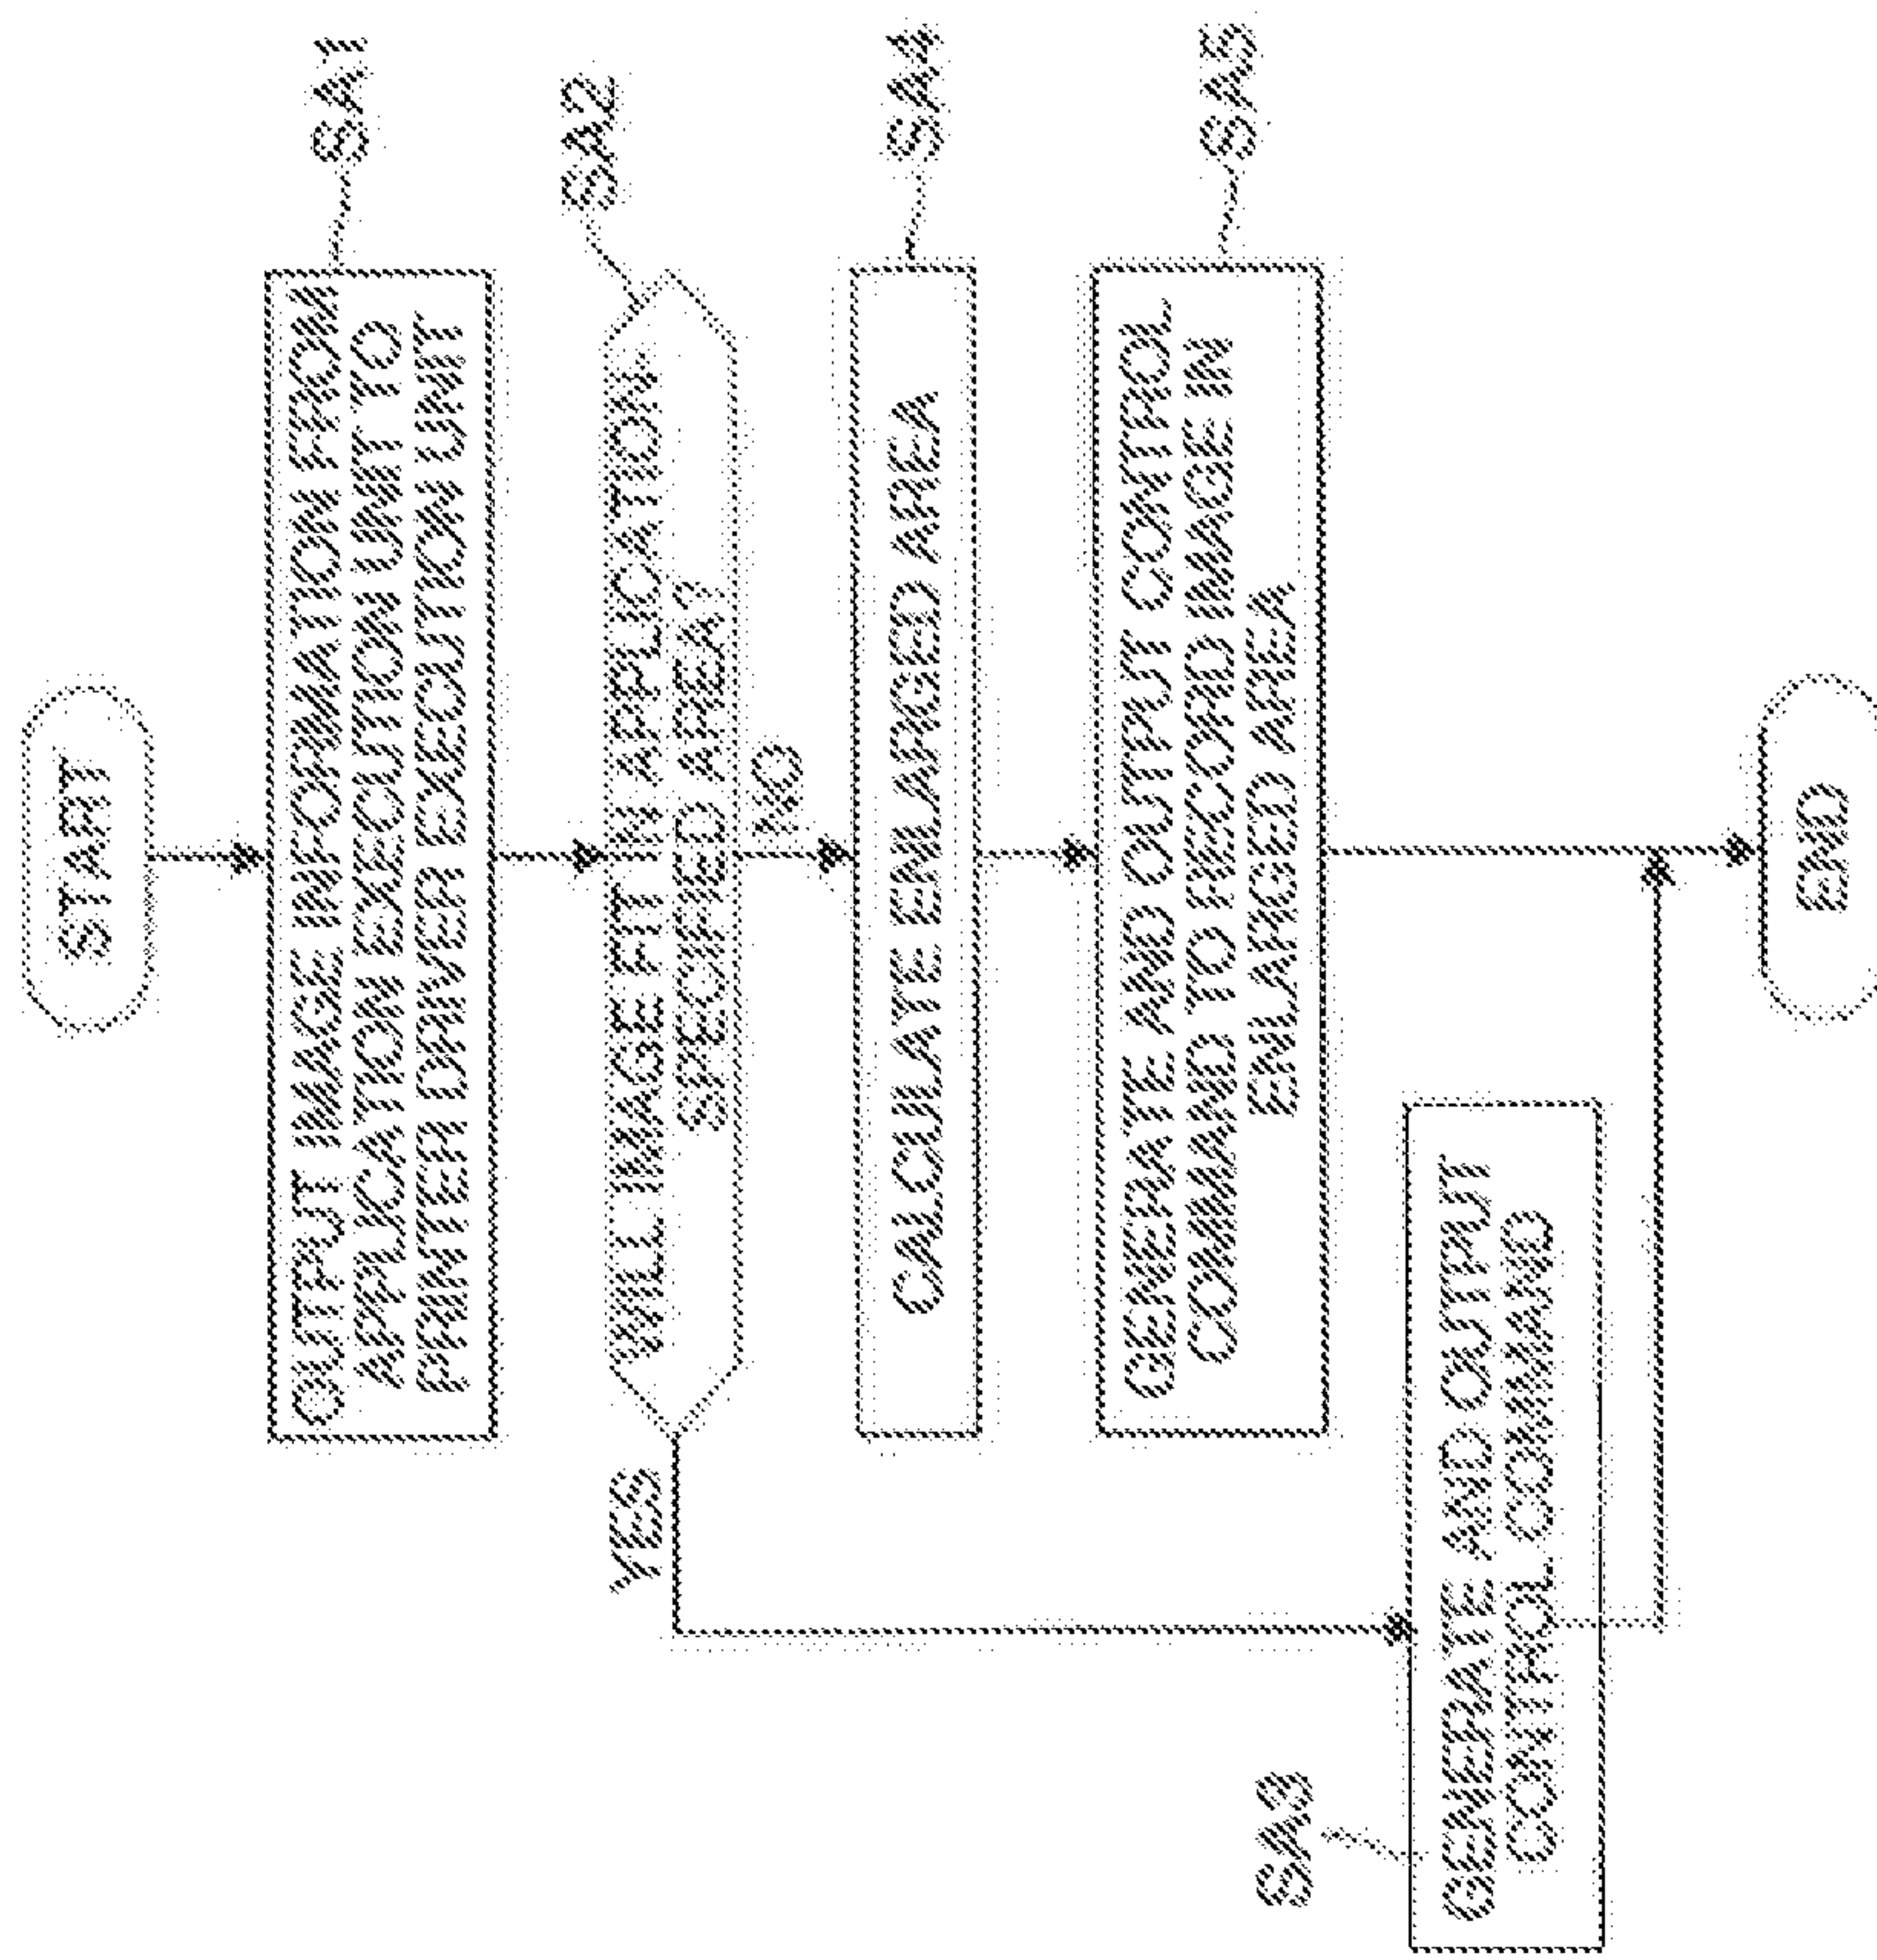 START
OUTPUT IMAGE INFORMATION FROM
APPLICATION EXECUTION UNIT TO
PRINTER DRIVER EXECUTION UNIT
SA1
WILL IMAGE FIT IN APPLICATION-
SPECIFIED AREA?
SA2
YES
NO
CALCULATE ENLARGED AREA
SA4
GENERATE AND OUTPUT CONTROL
COMMAND TO RECORD IMAGE IN
ENLARGED AREA
SA5
SA3
GENERATE AND OUTPUT
CONTROL COMMAND
END